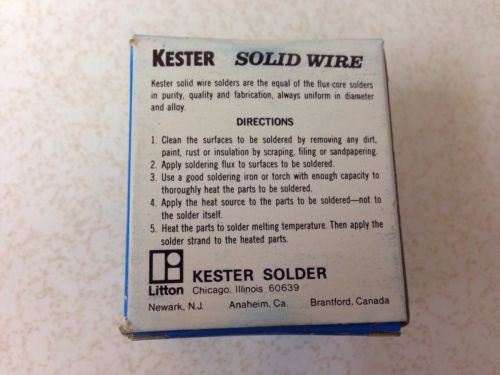 KESTER SOLID WIRE
Kester solid wire solders are the equal of the flux-core solders
in purity, quality and fabrication, always uniform in diameter
and alloy.
DIRECTIONS
1. Clean the surfaces to be soldered by removing any dirt,
paint, rust or insulation by scraping, filing or sandpapering.
2. Apply soldering flux to surfaces to be soldered.
3. Use a good soldering iron or torch with enough capacity to
thoroughly heat the parts to be soldered.
4. Apply the heat source to the parts to be soldered—not to
the solder itself.
5. Heat the parts to solder melting temperature. Then apply the
solder strand to the heated parts.
Litton
KESTER SOLDER
Chicago, Illinois 60639
Newark, N.J. Anaheim, Ca. Brantford, Canada